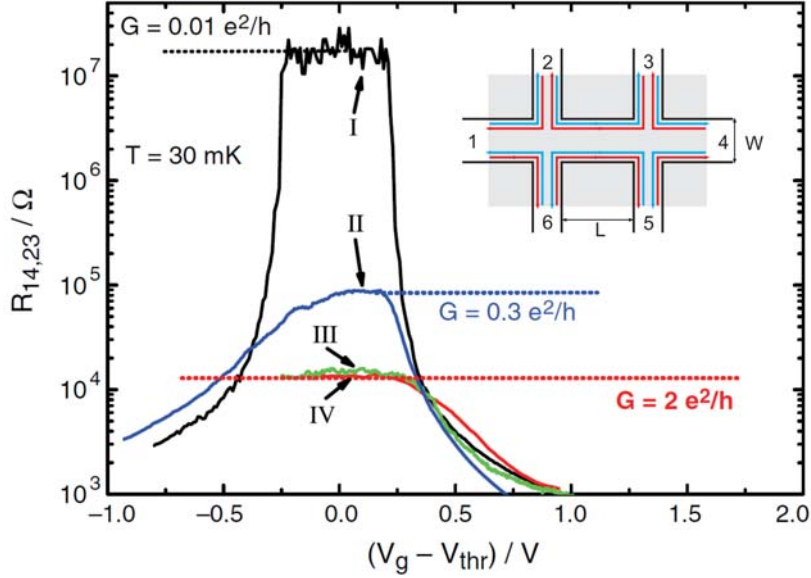 G = 0.01 e²/h
T = 30 mK
I
II
III
IV
G = 0.3 e²/h
G = 2 e²/h
1
2
3
4
5
6
W
L
R₁₄,₂₃ / Ω
10⁷
10⁶
10⁵
10⁴
10³
−1.0
−0.5
0.0
0.5
1.0
1.5
2.0
(V_g − V_thr) / V